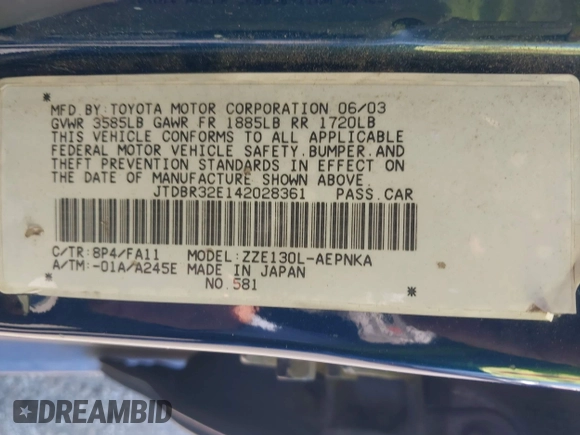 MFD.BY:TOYOTA MOTOR CORPORATION 06/03
GVWR 3585LB GAWR FR 1885LB RR 1720LB
THIS VEHICLE CONFORMS TO ALL APPLICABLE
FEDERAL MOTOR VEHICLE SAFETY,BUMPER,AND
THEFT PREVENTION STANDARDS IN EFFECT ON
THE DATE OF MANUFACTURE SHOWN ABOVE.
JTDBR32E142028361 PASS.CAR
C/TR:8P4/FA11 MODEL:ZZE130L-AEPNKA
A/TM:-01A/A245E MADE IN JAPAN
NO.581
DREAMBID